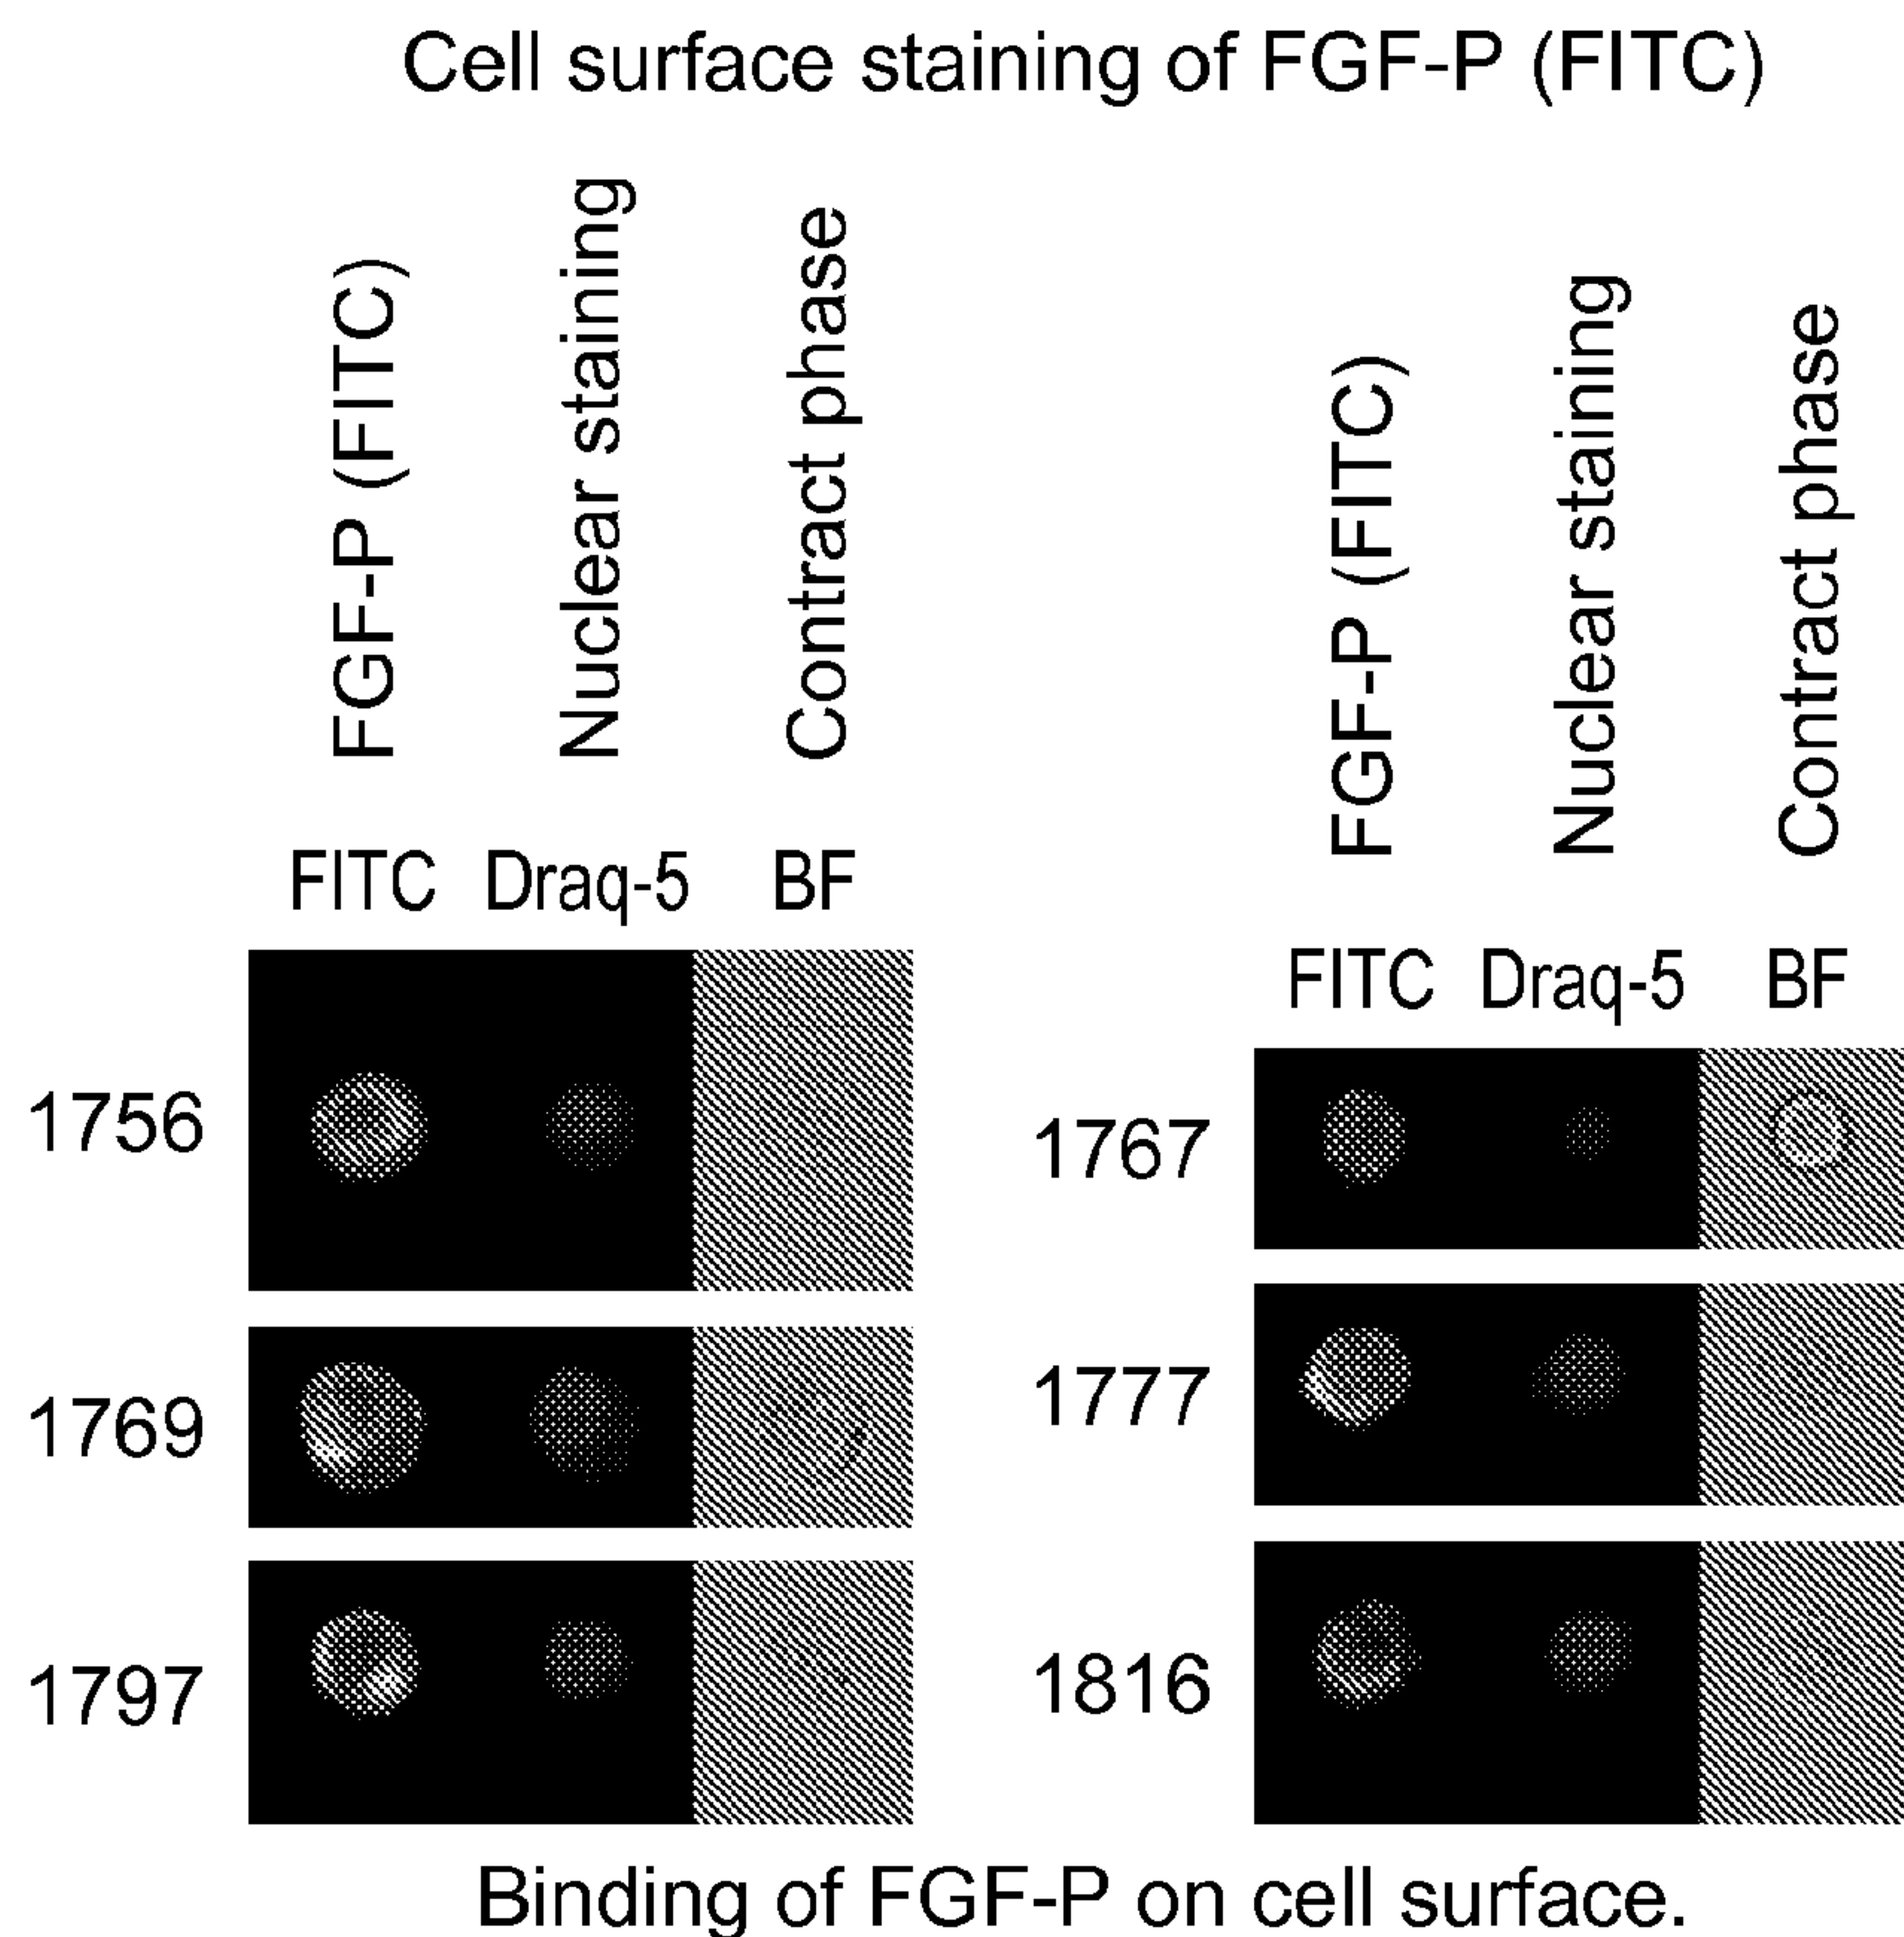 Cell surface staining of FGF-P (FITC)
FGF-P (FITC)
Nuclear staining
Contract phase
FITC Draq-5 BF
1756
1769
1797
FGF-P (FITC)
Nuclear staining
Contract phase
FITC Draq-5 BF
1767
1777
1816
Binding of FGF-P on cell surface.